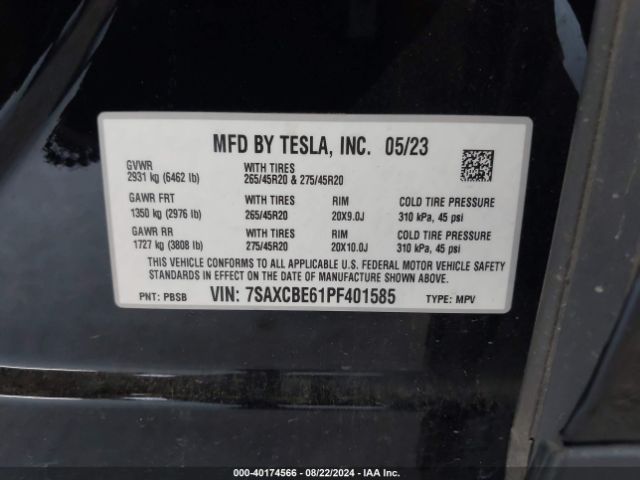 MFD BY TESLA, INC. 05/23
GVWR WITH TIRES
2931 kg (6462 lb) 265/45R20 & 275/45R20
GAWR FRT WITH TIRES RIM COLD TIRE PRESSURE
1350 kg (2976 lb) 265/45R20 20X9.0J 310 kPa, 45 psi
GAWR RR WITH TIRES RIM COLD TIRE PRESSURE
1727 kg (3808 lb) 275/45R20 20X10.0J 310 kPa, 45 psi
THIS VEHICLE CONFORMS TO ALL APPLICABLE U.S. FEDERAL MOTOR VEHICLE SAFETY
STANDARDS IN EFFECT ON THE DATE OF MANUFACTURE SHOWN ABOVE.
PNT: PBSB VIN: 7SAXCBE61PF401585 TYPE: MPV
©-40174566 - 08/22/2024 - IAA Inc.